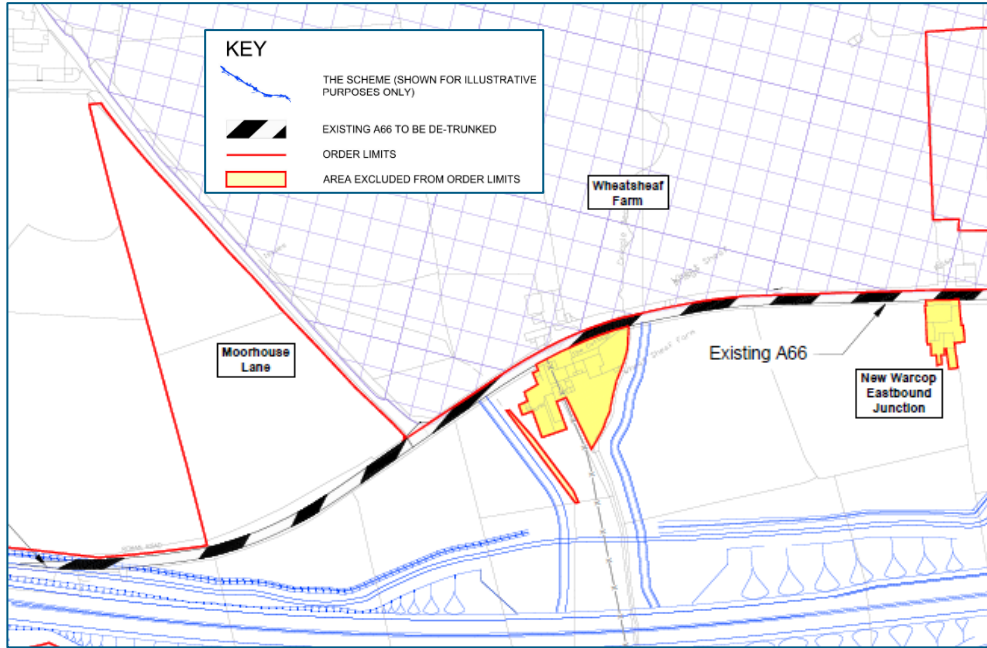 KEY
THE SCHEME (SHOWN FOR ILLUSTRATIVE
PURPOSES ONLY)
EXISTING A66 TO BE DE-TRUNKED
ORDER LIMITS
AREA EXCLUDED FROM ORDER LIMITS
Wheatsheaf
Farm
Moorhouse
Lane
Existing A66
New Warcop
Eastbound
Junction